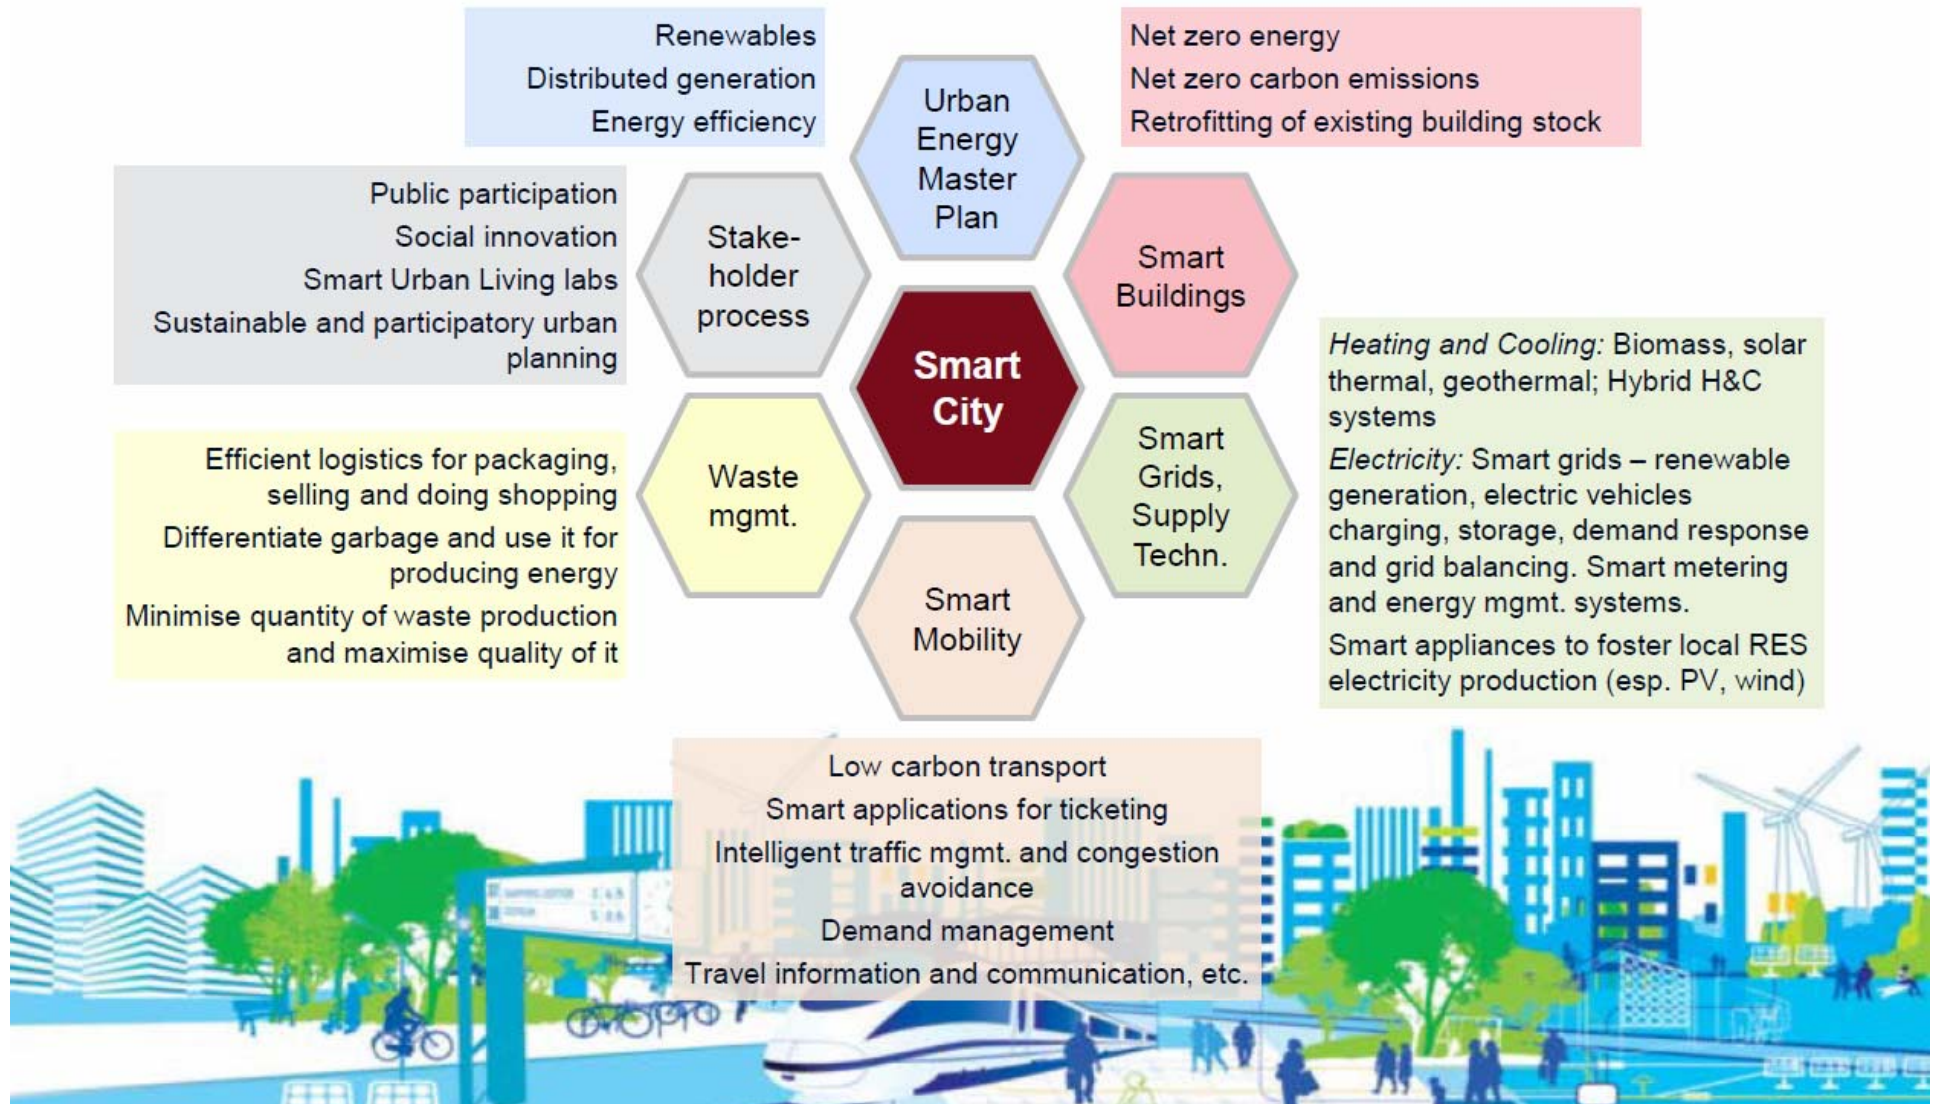 Renewables
Distributed generation
Energy efficiency
Urban
Energy
Master
Plan
Net zero energy
Net zero carbon emissions
Retrofitting of existing building stock
Public participation
Social innovation
Smart Urban Living labs
Sustainable and participatory urban
planning
Stake-
holder
process
Smart
Buildings
Smart
City
Heating and Cooling: Biomass, solar
thermal, geothermal; Hybrid H&C
systems
Electricity: Smart grids – renewable
generation, electric vehicles
charging, storage, demand response
and grid balancing. Smart metering
and energy mgmt. systems.
Smart appliances to foster local RES
electricity production (esp. PV, wind)
Efficient logistics for packaging,
selling and doing shopping
Differentiate garbage and use it for
producing energy
Minimise quantity of waste production
and maximise quality of it
Waste
mgmt.
Smart
Grids,
Supply
Techn.
Smart
Mobility
Low carbon transport
Smart applications for ticketing
Intelligent traffic mgmt. and congestion
avoidance
Demand management
Travel information and communication, etc.